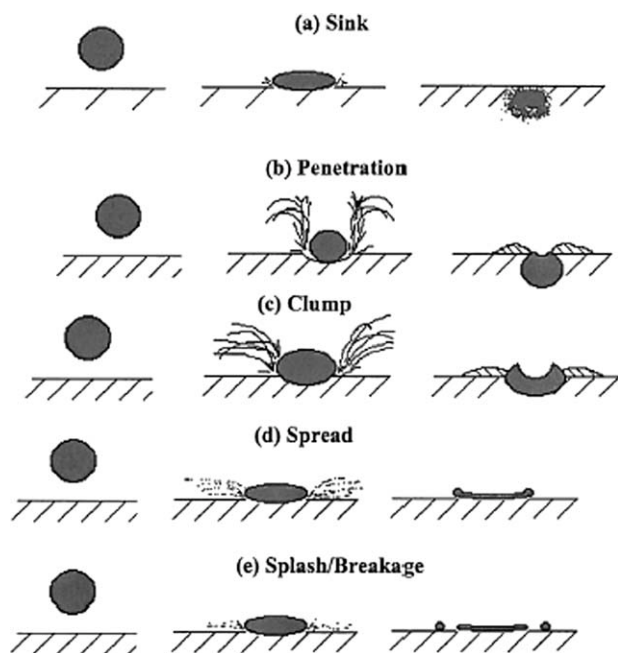 (a) Sink
(b) Penetration
(c) Clump
(d) Spread
(e) Splash/Breakage